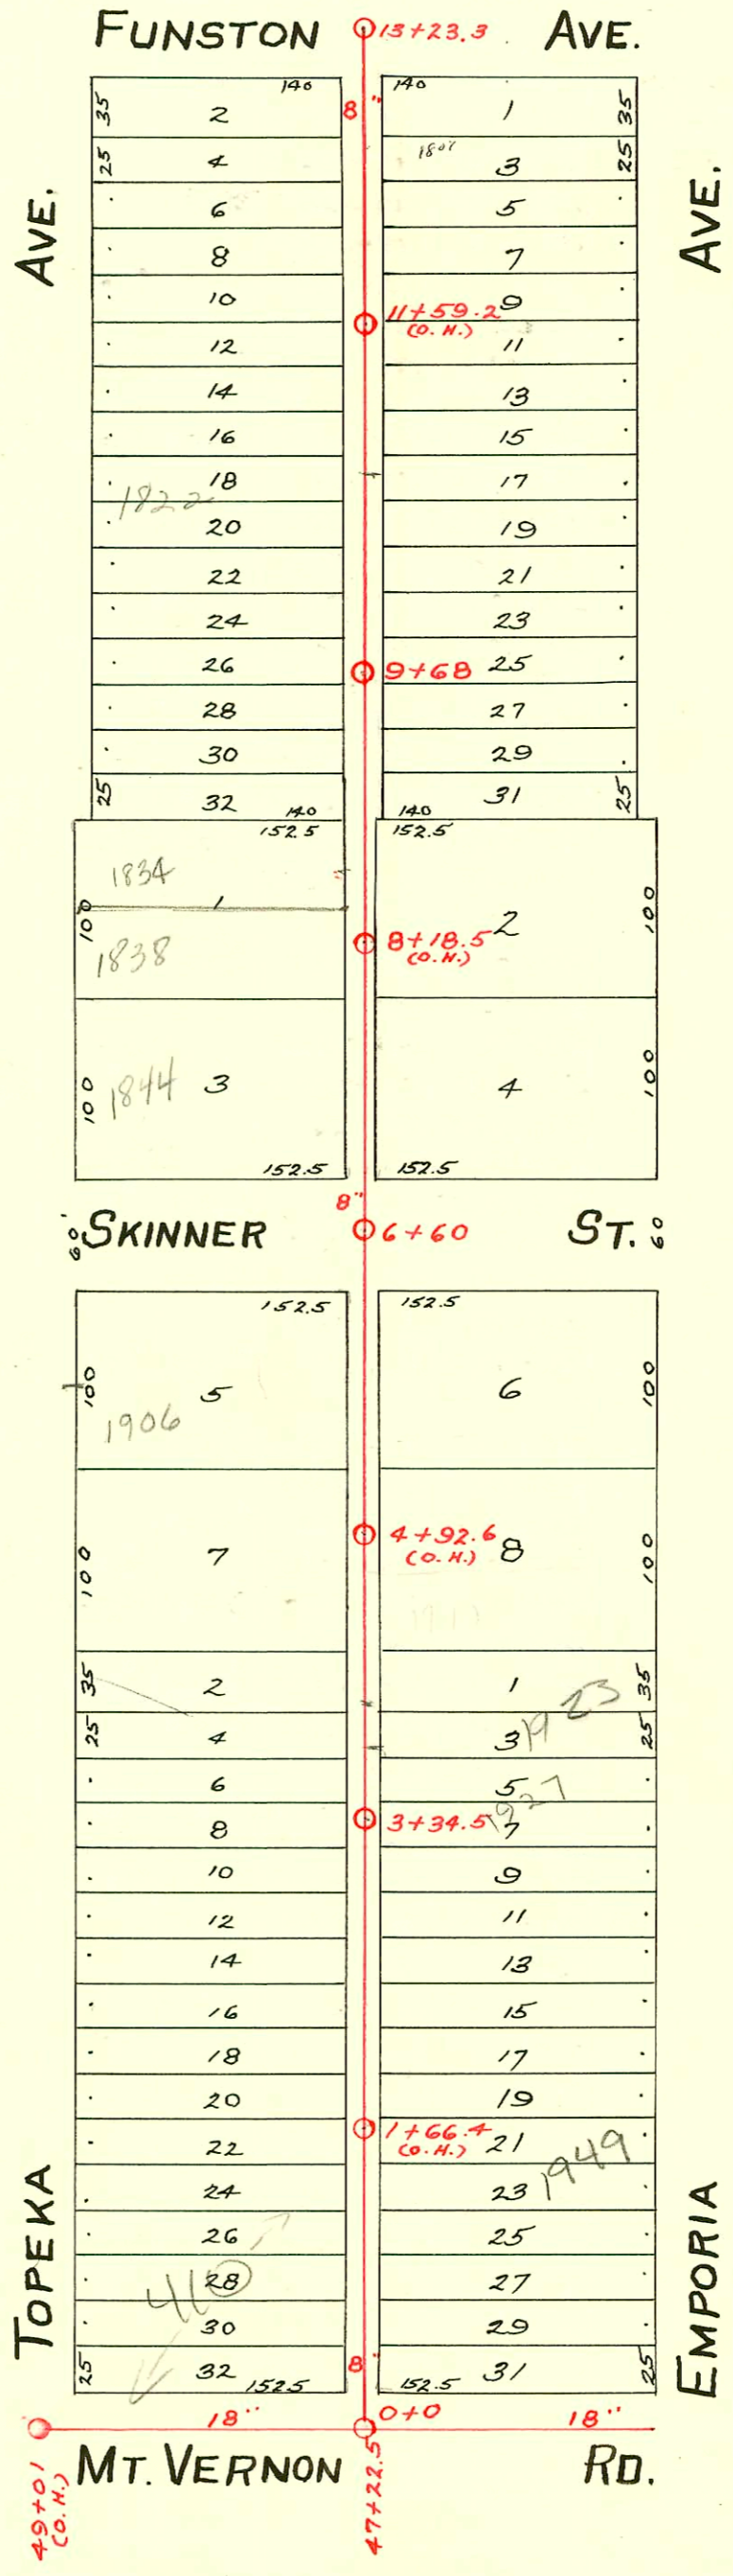 FUNSTON 13+23.3 AVE.
140 8" 140
35 2 1 35
25 4 3 25
6 5
AVE. AVE.
8 7
10 9
11+59.2
(O.H.)
12 11
14 13
16 15
18 17
1822
20 19
22 21
24 23
26 9+68 25
28 27
30 29
25 32 31 25
140 140
152.5 152.5
1834
100 1 2 100
8+18.5
(O.H.)
1838
100 1844 3 4 100
152.5 152.5
8"
60' SKINNER 6+60 ST. 60
152.5 152.5
100 5 6 100
1906
4+92.6
(O.H.)
100 7 8 100
35 2 1 35
1923
25 4 3 25
6 5
1927
8 3+34.5 7
10 9
12 11
14 13
16 15
18 17
20 19
1+66.4
(O.H.)
22 21
1949
24 23
26 25
28 27
30 29
25 32 31 25
152.5 8" 152.5
TOPEKA EMPORIA
18" 0+0 18"
MT. VERNON RD.
49+01
(O.H.)
47+22.5